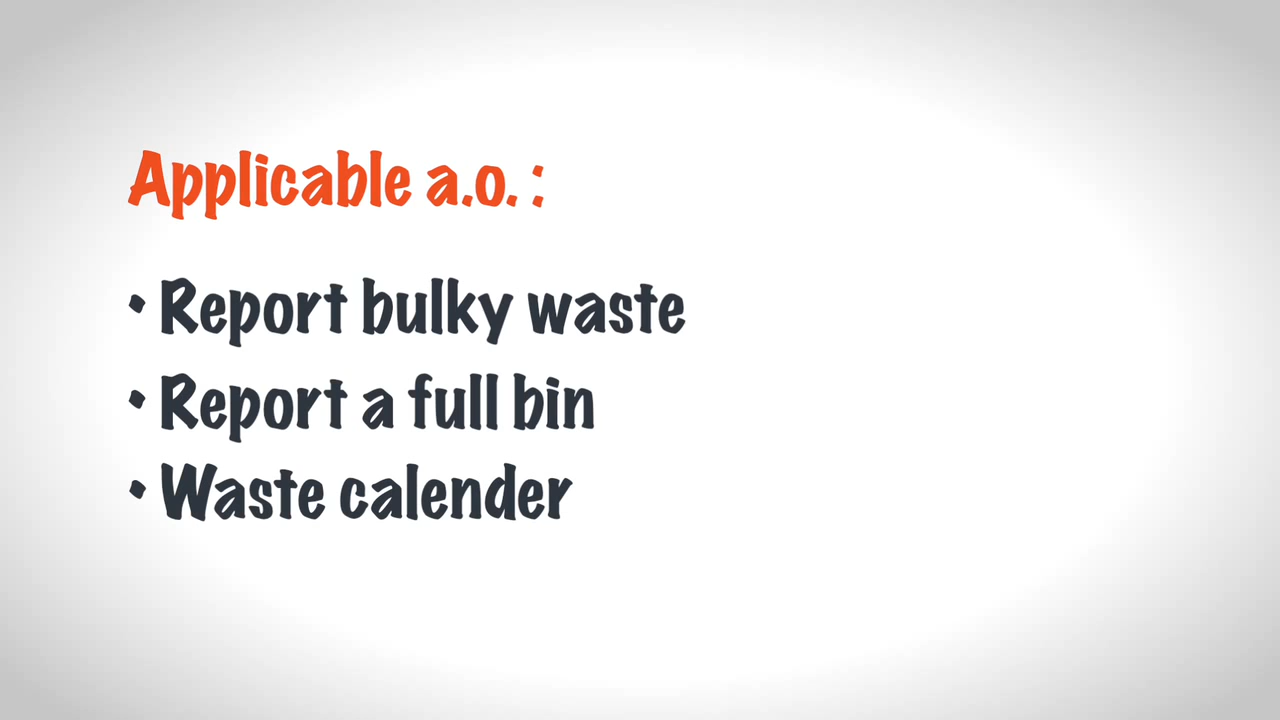 Applicable a.o. :
• Report bulky waste
• Report a full bin
• Waste calender